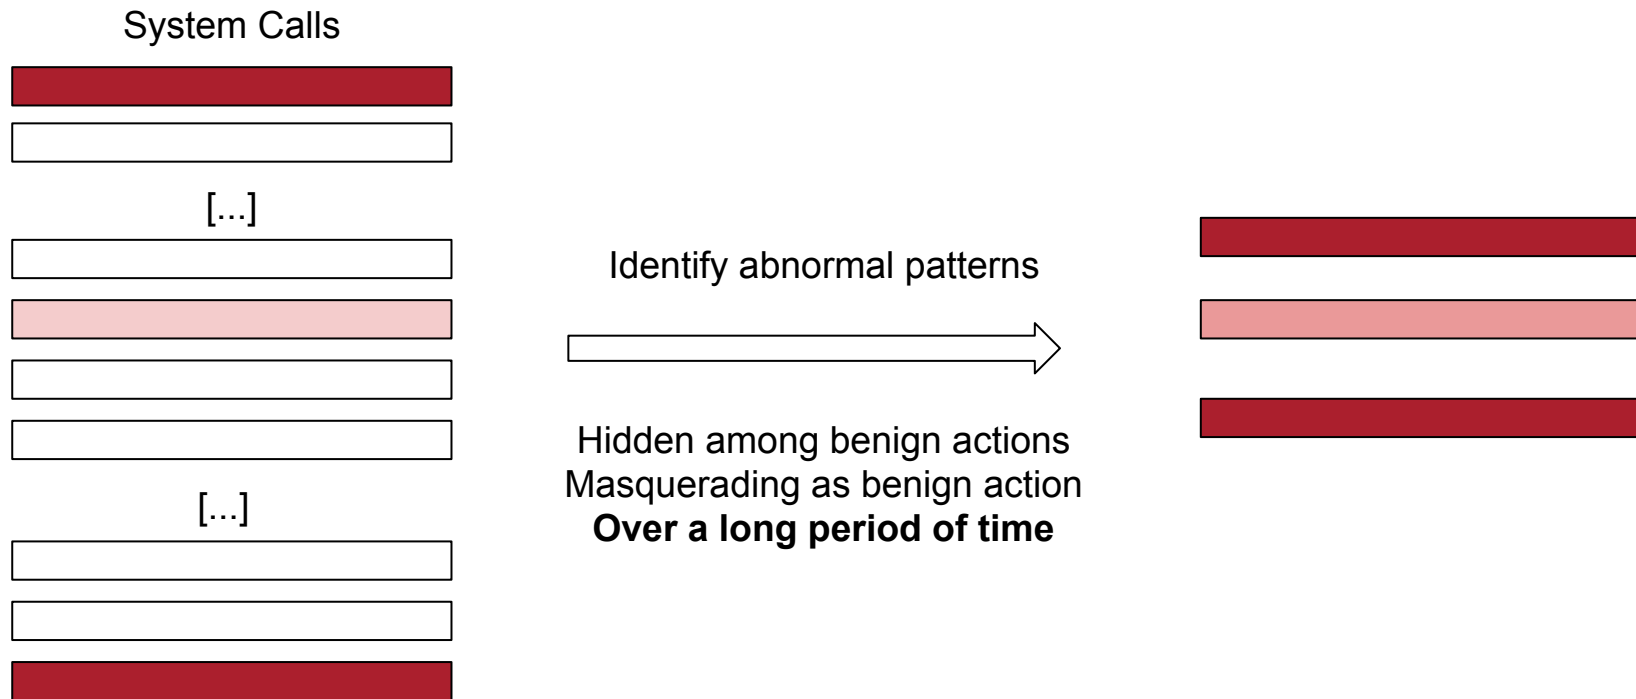 System Calls
[...]
Identify abnormal patterns
Hidden among benign actions
Masquerading as benign action
[...]
Over a long period of time